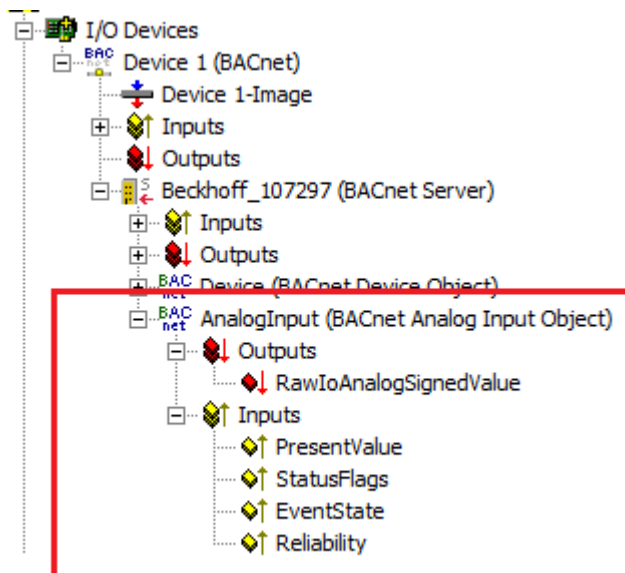 I/O Devices
BAC
net
Device 1 (BACnet)
Device 1-Image
Inputs
Outputs
S
Beckhoff_107297 (BACnet Server)
Inputs
Outputs
BAC
net
Device (BACnet Device Object)
BAC
net
AnalogInput (BACnet Analog Input Object)
Outputs
RawIoAnalogSignedValue
Inputs
PresentValue
StatusFlags
EventState
Reliability